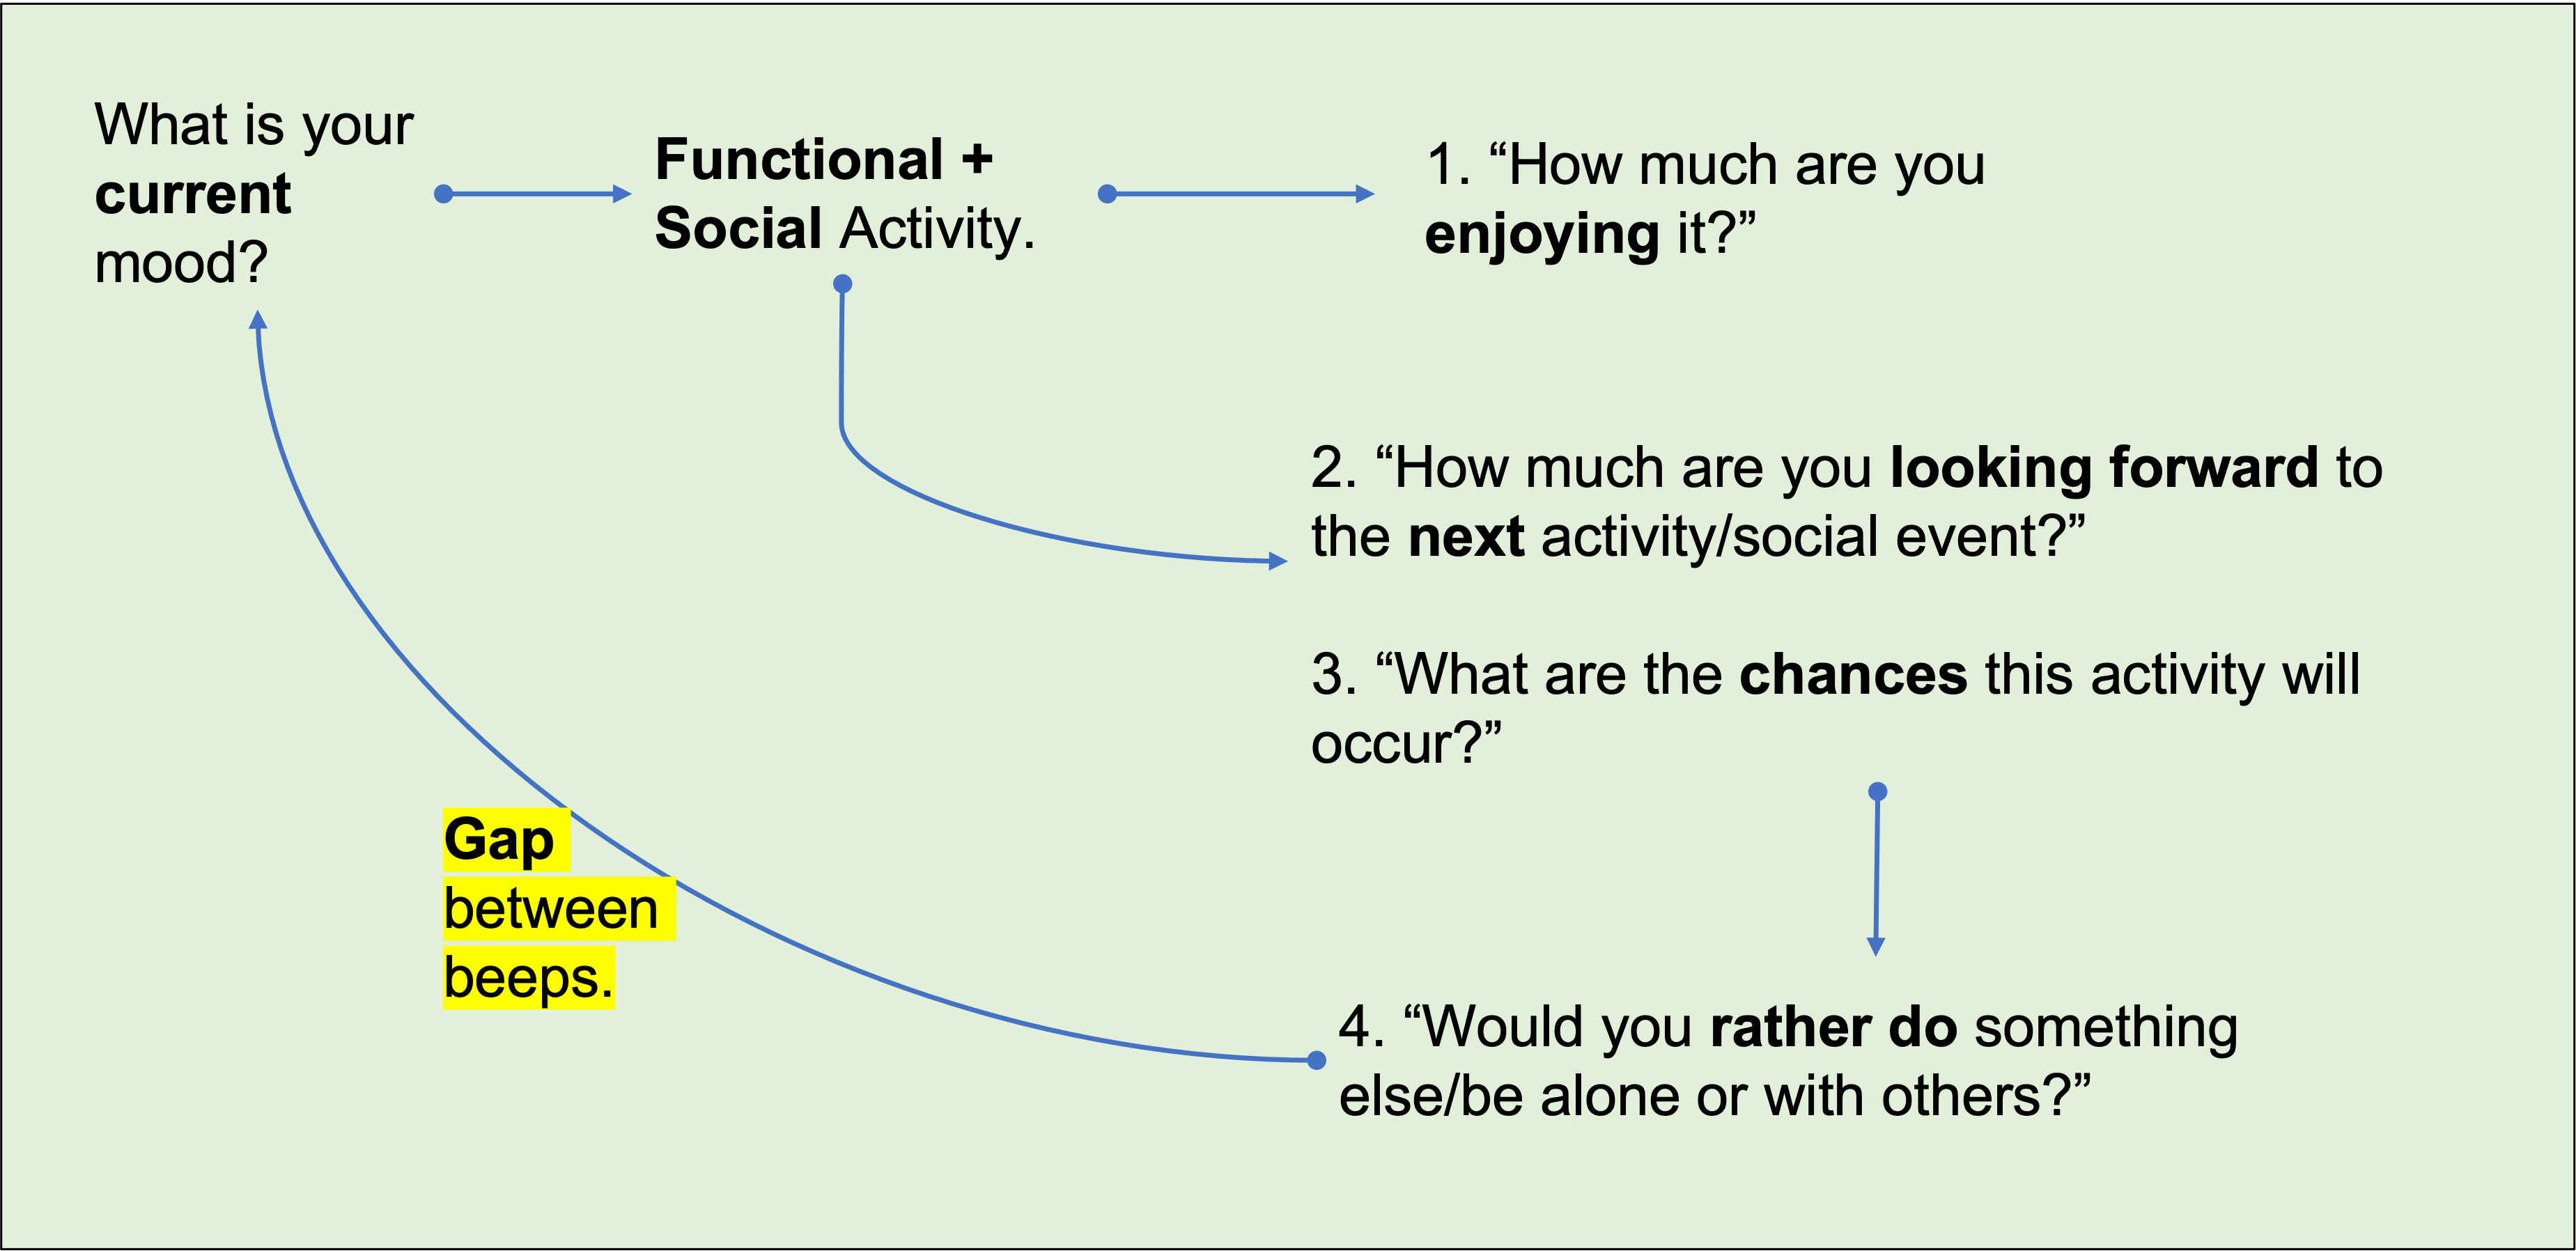 What is your
current
mood?
Functional +
Social Activity.
1. “How much are you
enjoying it?”
2. “How much are you looking forward to
the next activity/social event?”
3. “What are the chances this activity will
occur?”
Gap
between
beeps.
4. “Would you rather do something
else/be alone or with others?”